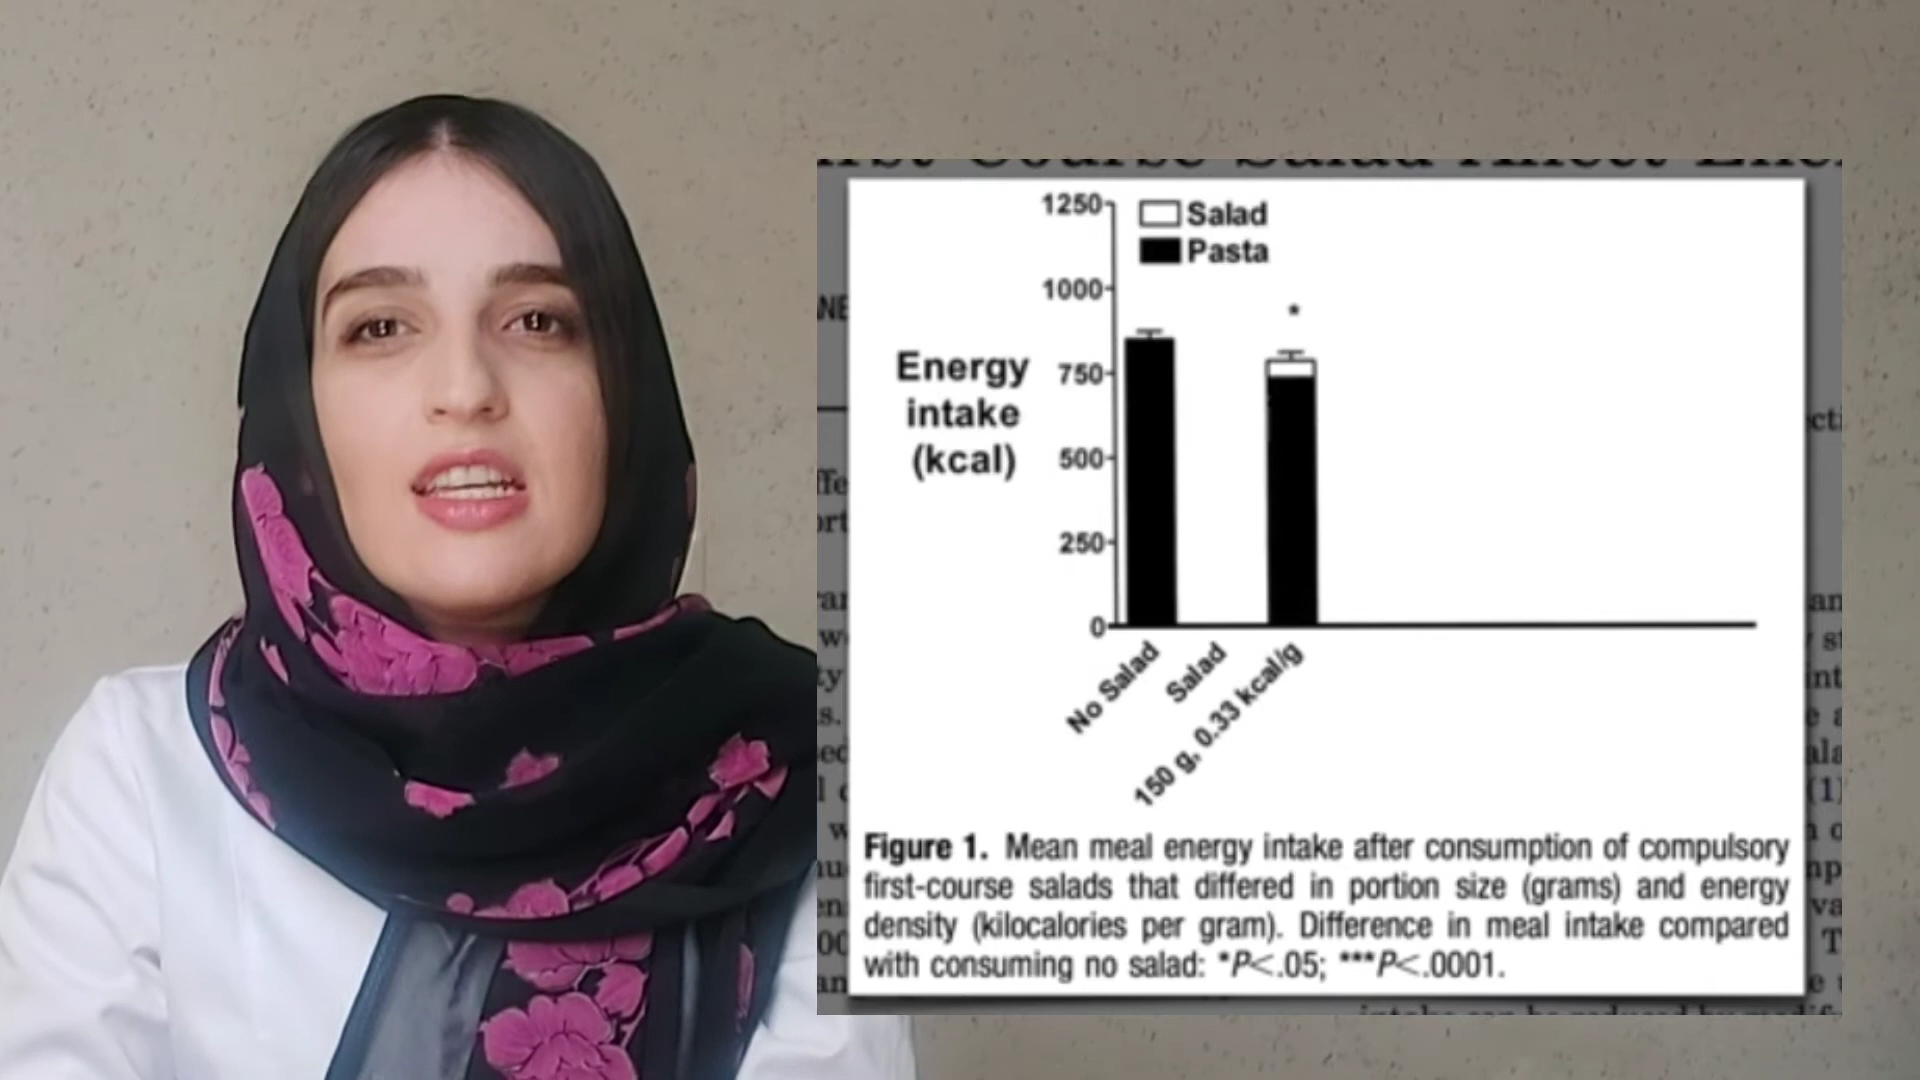 1250
Salad
Pasta
1000
*
Energy
intake
(kcal)
750
500
250
0
No Salad
Salad
150 g, 0.33 kcal/g
Figure 1. Mean meal energy intake after consumption of compulsory
first-course salads that differed in portion size (grams) and energy
density (kilocalories per gram). Difference in meal intake compared
with consuming no salad: *P<.05; ***P<.0001.